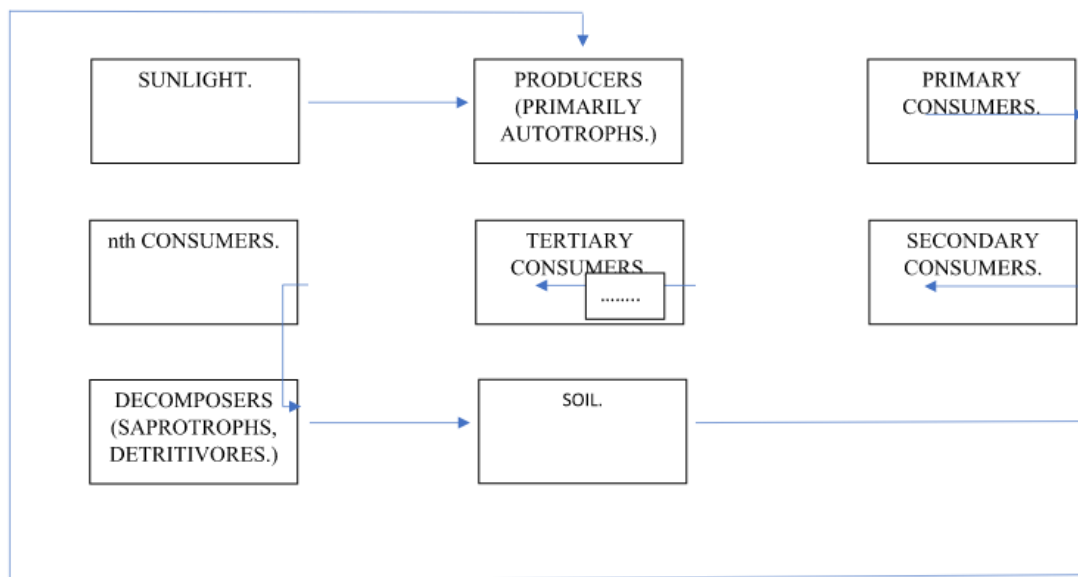 SUNLIGHT.
PRODUCERS
(PRIMARILY
AUTOTROPHS.)
PRIMARY
CONSUMERS.
nth CONSUMERS.
TERTIARY
CONSUMERS.
........
SECONDARY
CONSUMERS.
DECOMPOSERS
(SAPROTROPHS,
DETRITIVORES.)
SOIL.